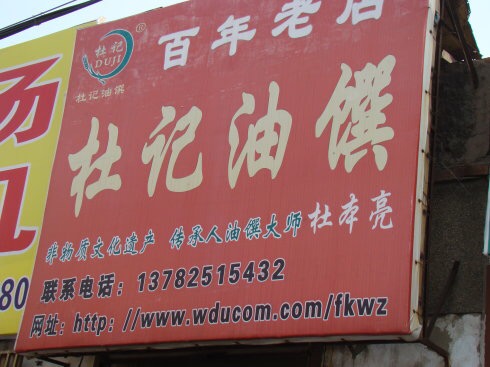 百年老店
杜记
DUJI
®
杜记油馔
杜记油馔
非物质文化遗产 传承人油馔大师杜本亮
联系电话：13782515432
网址：http：//www.wducom.com/fkwz
汤
80